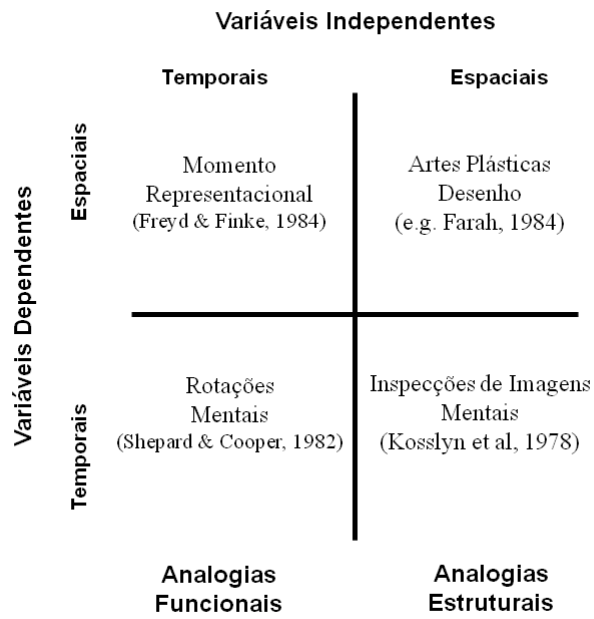 Variáveis Independentes
Temporais
Espaciais
Variáveis Dependentes
Espaciais
Momento
Representacional
(Freyd & Finke, 1984)
Artes Plásticas
Desenho
(e.g. Farah, 1984)
Temporais
Rotações
Mentais
(Shepard & Cooper, 1982)
Inspecções de Imagens
Mentais
(Kosslyn et al, 1978)
Analogias
Funcionais
Analogias
Estruturais